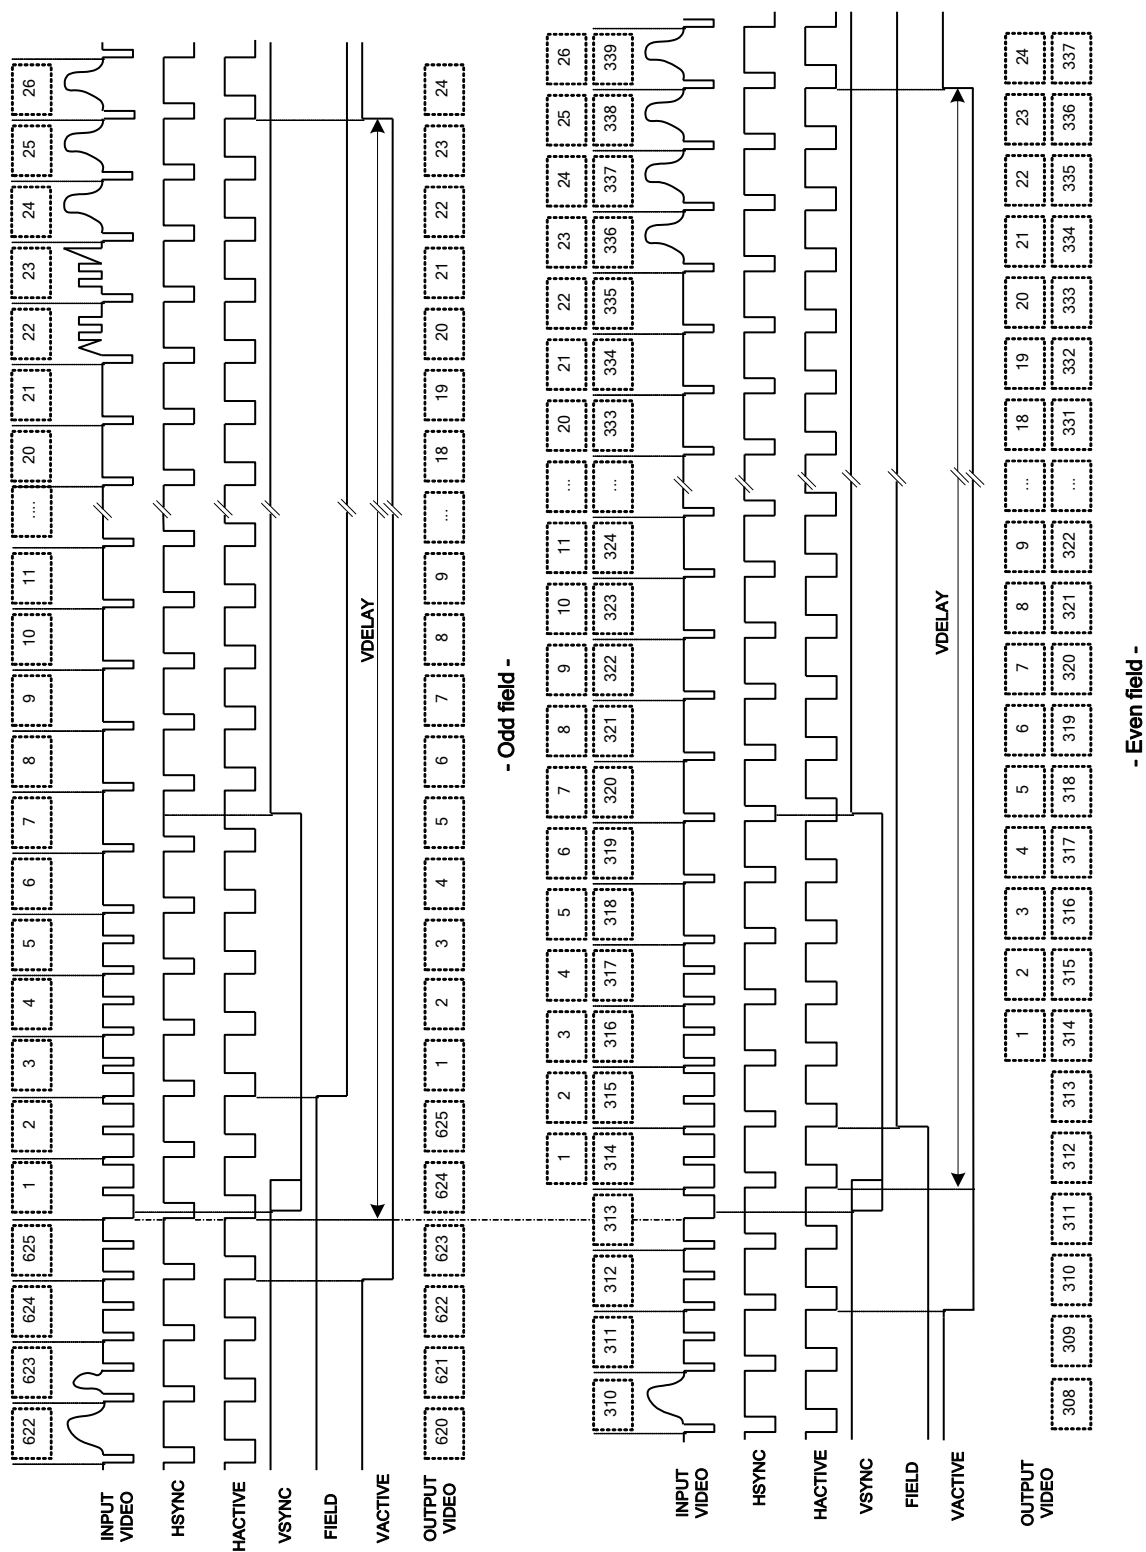 622 623 624 625 1 2 3 4 5 6 7 8 9 10 11 .... 20 21 22 23 24 25 26
INPUT
VIDEO
HSYNC
HACTIVE
VSYNC
FIELD
VACTIVE
VDELAY
OUTPUT
VIDEO
620 621 622 623 624 625 1 2 3 4 5 6 7 8 9 ... 18 19 20 21 22 23 24
- Odd field -
1 2 3 4 5 6 7 8 9 10 11 ... 20 21 22 23 24 25 26
310 311 312 313 314 315 316 317 318 319 320 321 322 323 324 ... 333 334 335 336 337 338 339
INPUT
VIDEO
HSYNC
HACTIVE
VSYNC
FIELD
VACTIVE
VDELAY
OUTPUT
VIDEO
1 2 3 4 5 6 7 8 9 ... 18 19 20 21 22 23 24
308 309 310 311 312 313 314 315 316 317 318 319 320 321 322 ... 331 332 333 334 335 336 337
- Even field -